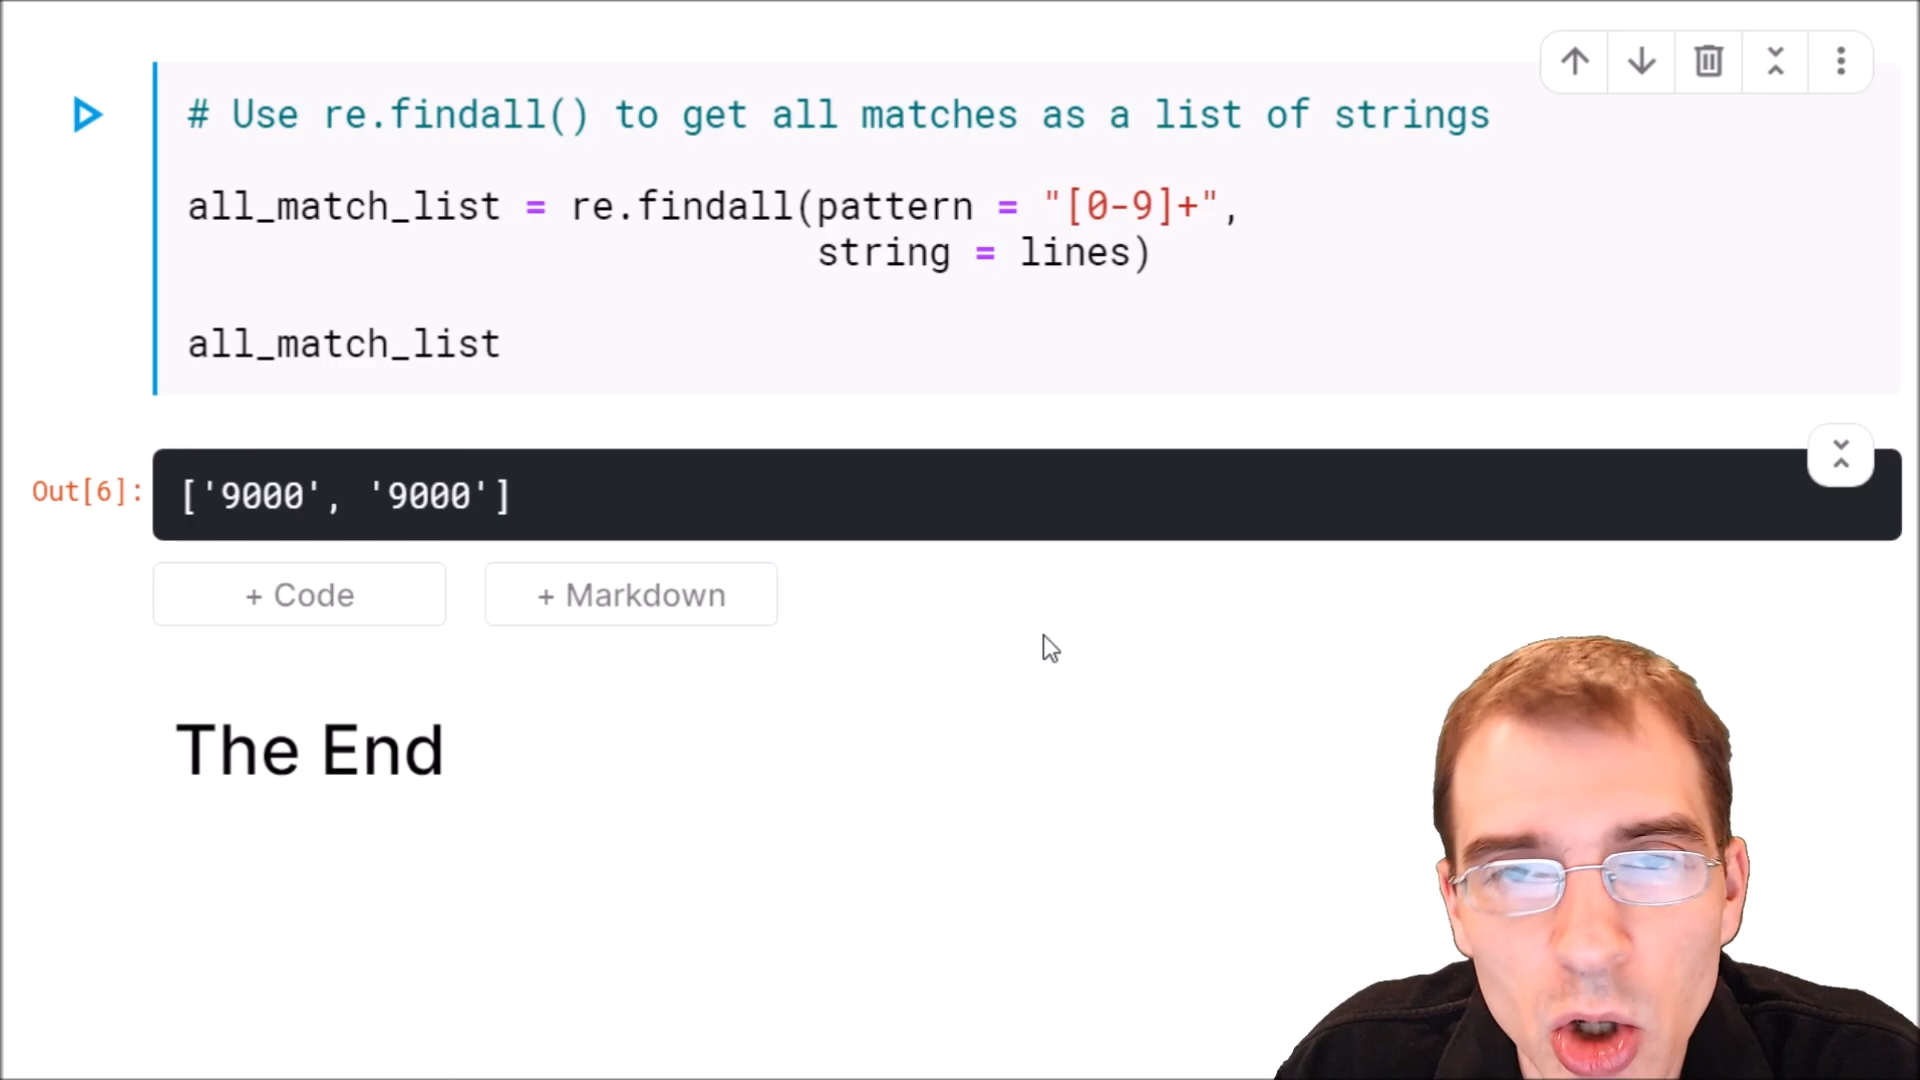 # Use re.findall() to get all matches as a list of strings
all_match_list = re.findall(pattern = "[0-9]+",
string = lines)
all_match_list
Out[6]:
['9000', '9000']
+ Code
+ Markdown
The End